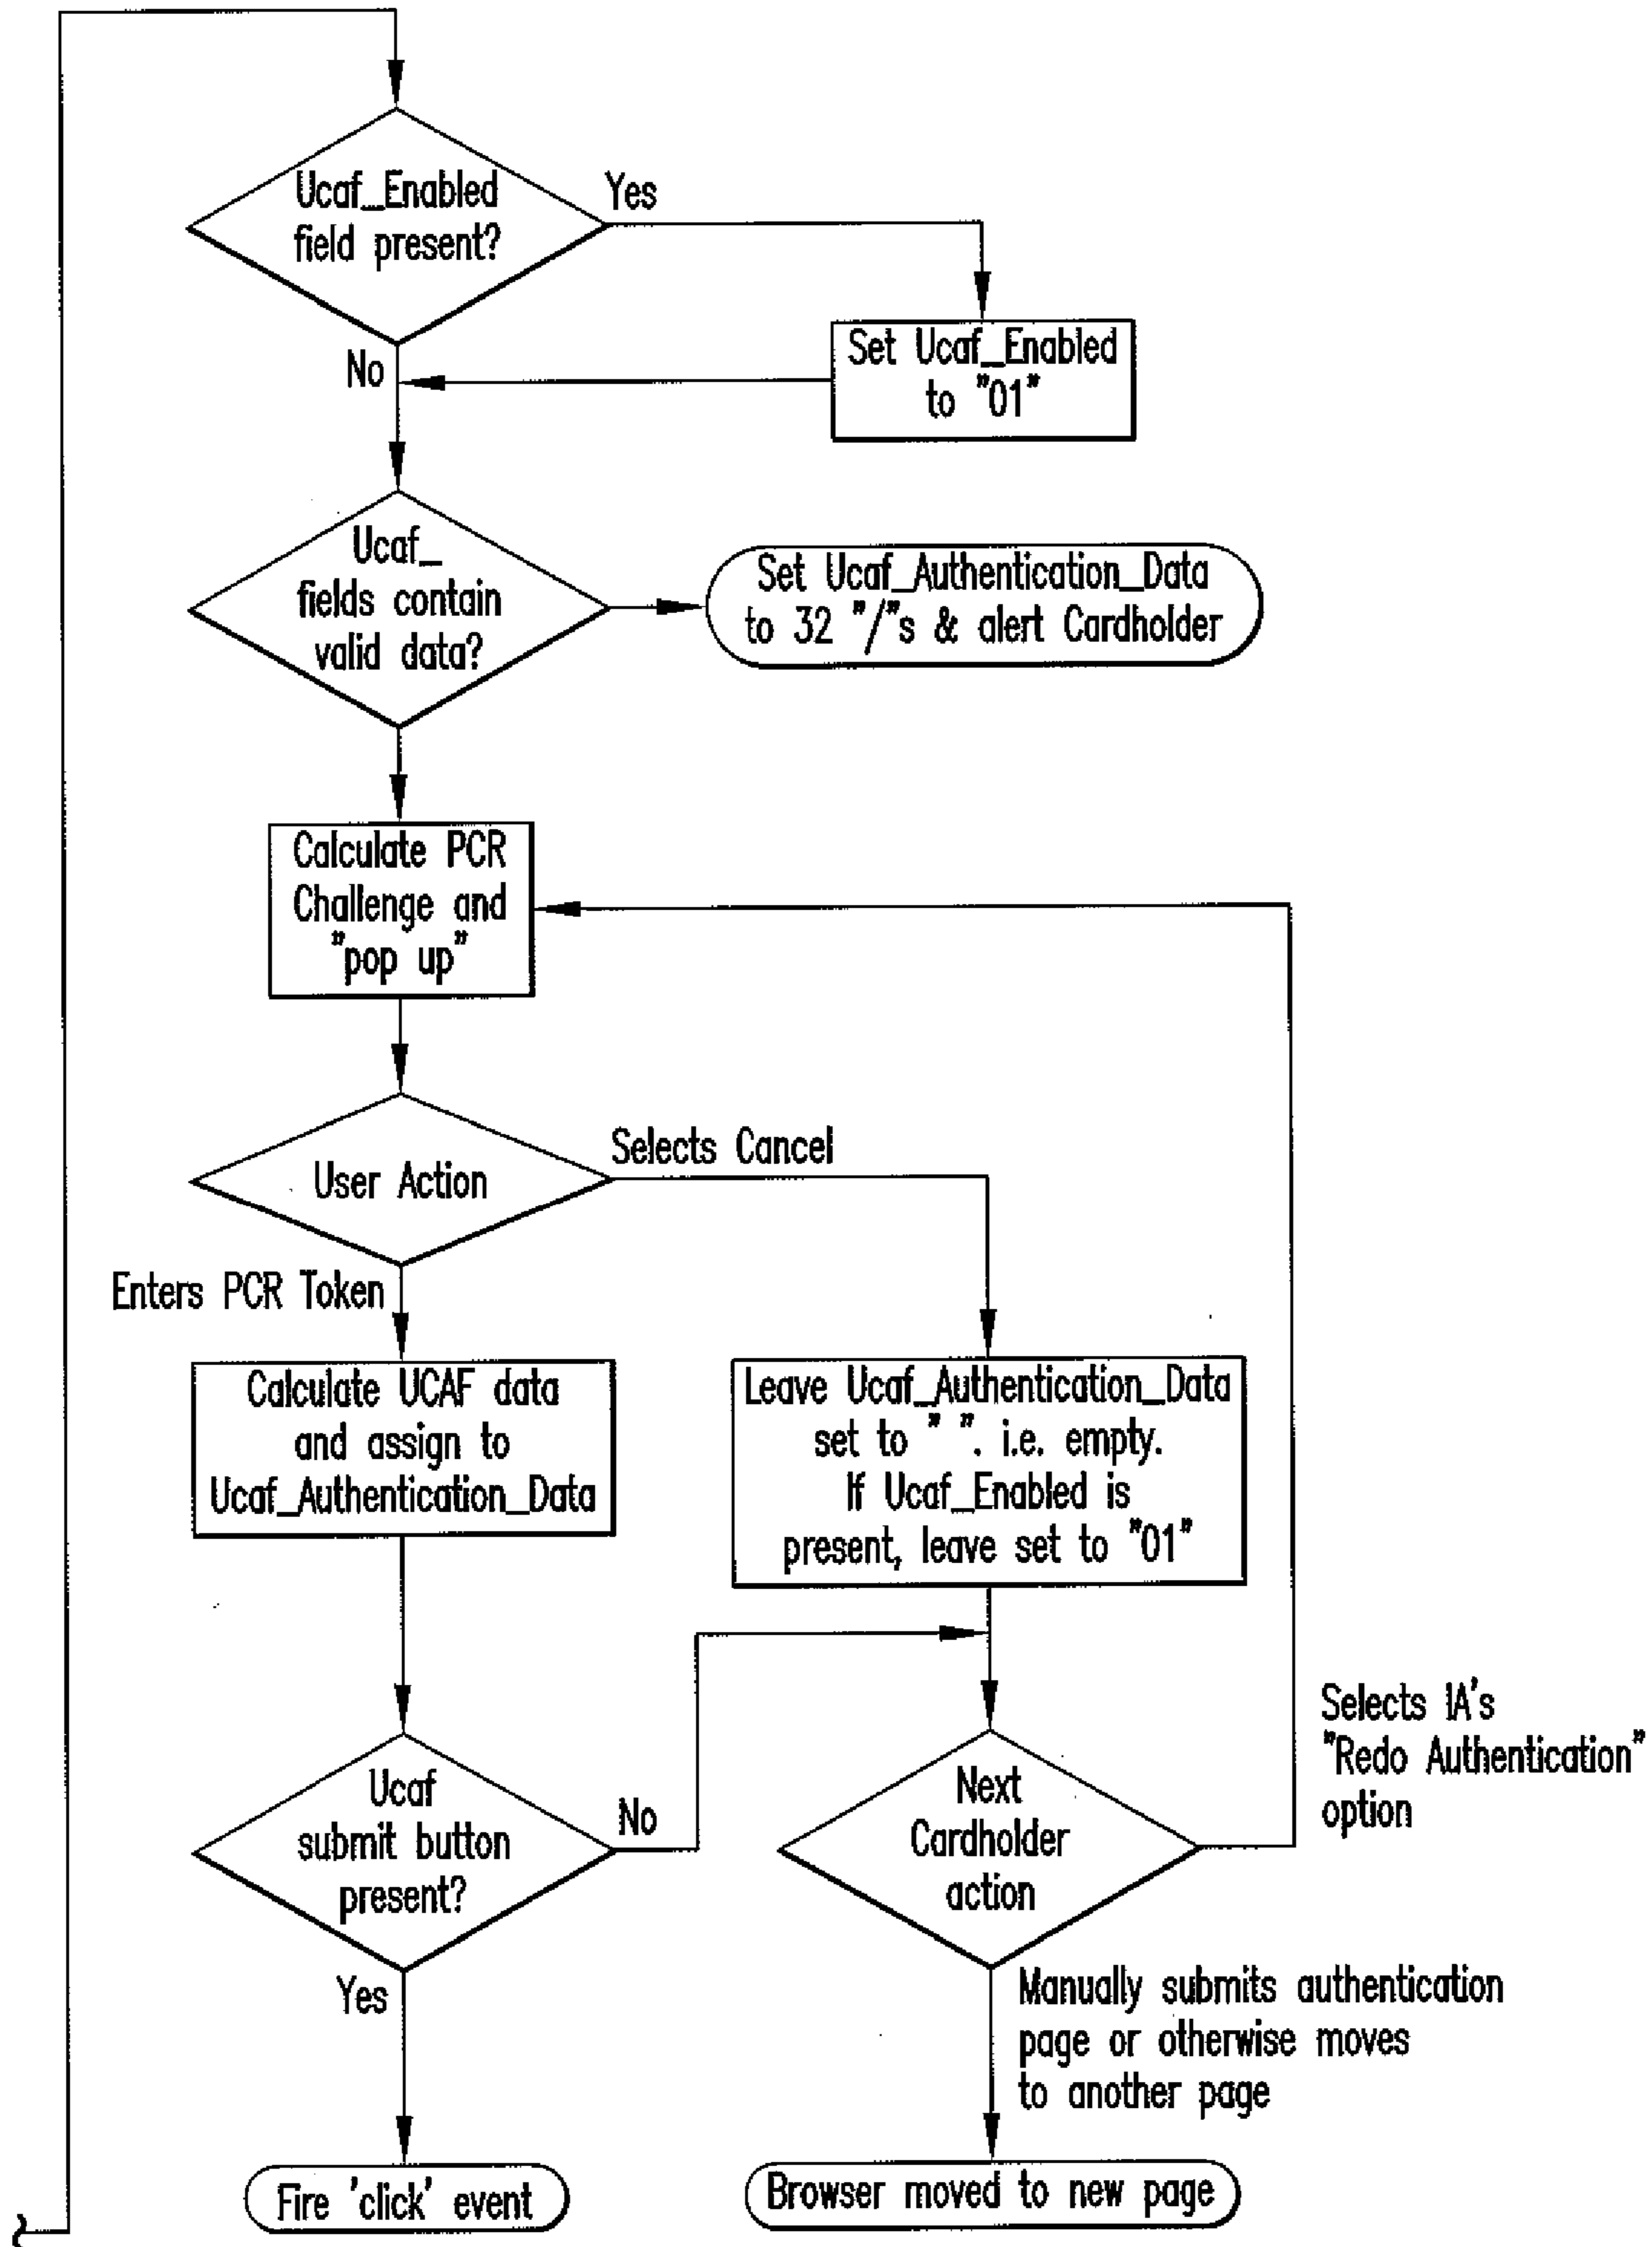 Ucaf_Enabled
field present?
Yes
No
Set Ucaf_Enabled
to "01"
Ucaf_
fields contain
valid data?
Set Ucaf_Authentication_Data
to 32 "/"s & alert Cardholder
Calculate PCR
Challenge and
"pop up"
User Action
Selects Cancel
Enters PCR Token
Calculate UCAF data
and assign to
Ucaf_Authentication_Data
Leave Ucaf_Authentication_Data
set to " ". i.e. empty.
If Ucaf_Enabled is
present, leave set to "01"
Selects IA's
"Redo Authentication"
option
Ucaf
submit button
present?
No
Yes
Next
Cardholder
action
Manually submits authentication
page or otherwise moves
to another page
Fire 'click' event
Browser moved to new page